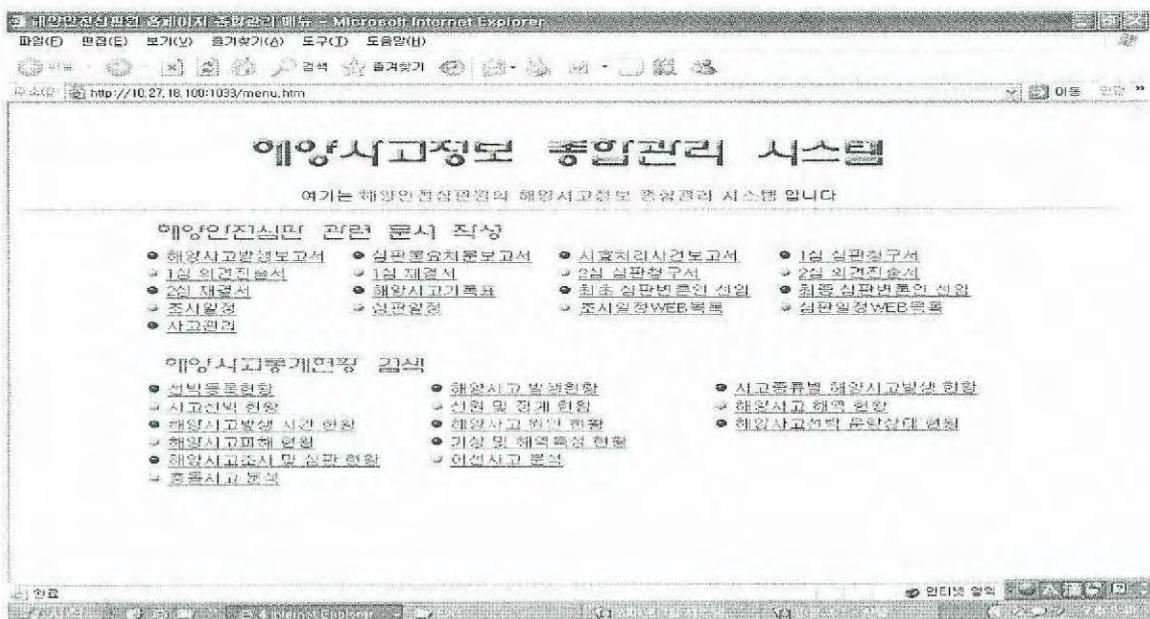 해양안전심판원 홈페이지 종합관리 메뉴 - Microsoft Internet Explorer
파일(F) 편집(E) 보기(V) 즐겨찾기(A) 도구(T) 도움말(H)
검색 즐겨찾기
http://10.27.18.100:1033/menu.htm 이동 »
해양사고정보 종합관리 시스템
여기는 해양안전심판원의 해양사고정보 종합관리 시스템 입니다
해양안전심판 관련 문서 작성
해양사고발생보고서 심판불요처분보고서 시효처리사건보고서 1심 심판청구서
1심 의견진술서 1심 재결서 2심 심판청구서 2심 의견진술서
2심 재결서 해양사고기록표 최초 심판변론인 선임 최종 심판변론인 선임
조사일정 심판일정 조사일정WEB목록 심판일정WEB목록
사고관리
해양사고통계현황 검색
선박등록현황 해양사고 발생현황 사고종류별 해양사고발생 현황
사고선박 현황 선원 및 징계 현황 해양사고 해역 현황
해양사고발생 시간 현황 해양사고 원인 현황 해양사고선박 운항상태 현황
해양사고피해 현황 기상 및 해역특성 현황
해양사고조사 및 심판 현황 어선사고 분석
충돌사고 분석
완료 인터넷 영역